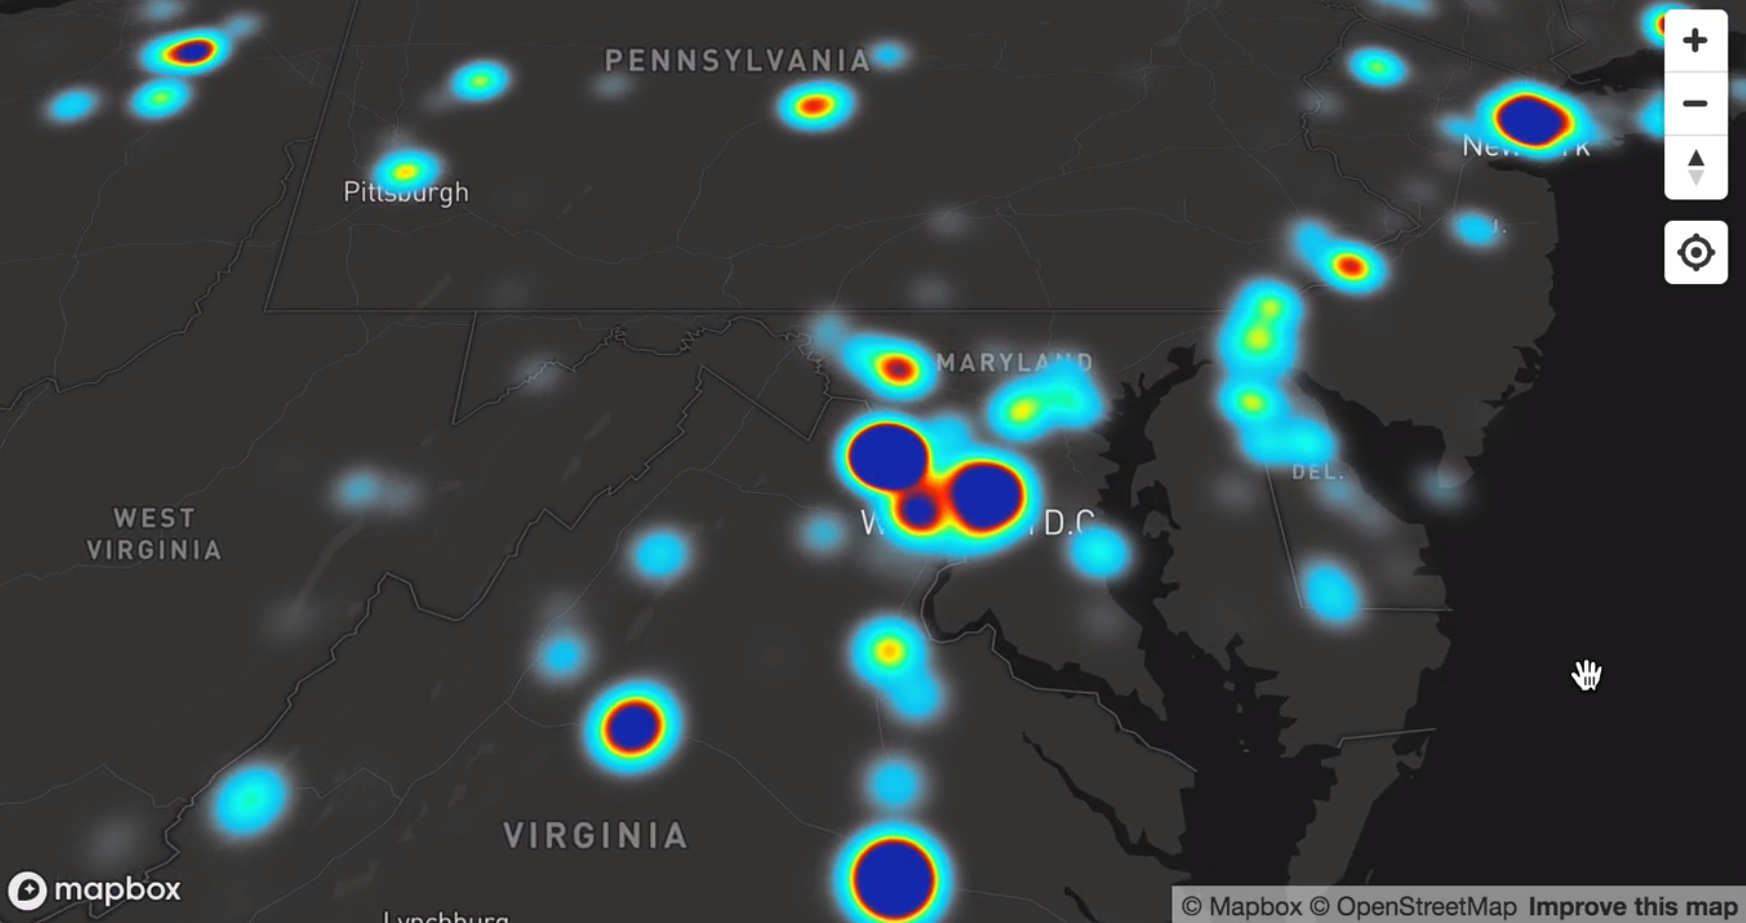 PENNSYLVANIA
Pittsburgh
J.
MARYLAND
DEL.
D.C
WEST
VIRGINIA
VIRGINIA
mapbox
© Mapbox © OpenStreetMap Improve this map